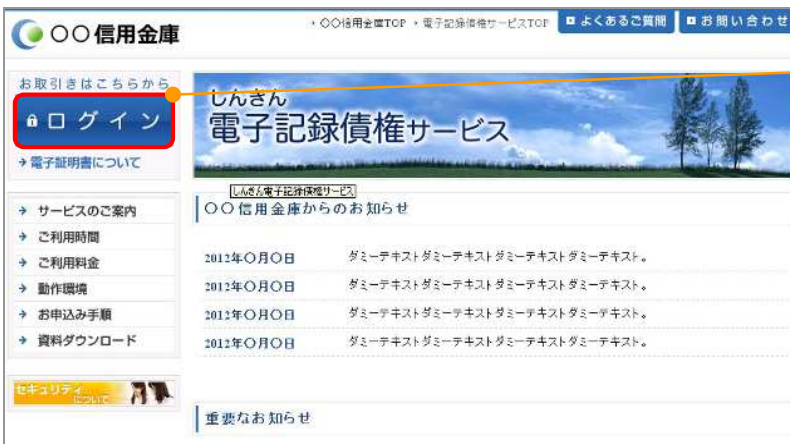 〇〇信用金庫
〇〇信用金庫TOP
電子記録債権サービスTOP
よくあるご質問
お問い合わせ
お取引きはこちらから
ログイン
電子証明書について
しんきん
電子記録債権サービス
しんきん電子記録債権サービス
サービスのご案内
ご利用時間
ご利用料金
動作環境
お申込み手順
資料ダウンロード
セキュリティ
について
〇〇信用金庫からのお知らせ
2012年〇月〇日 ダミーテキストダミーテキストダミーテキストダミーテキスト。
2012年〇月〇日 ダミーテキストダミーテキストダミーテキストダミーテキスト。
2012年〇月〇日 ダミーテキストダミーテキストダミーテキストダミーテキスト。
2012年〇月〇日 ダミーテキストダミーテキストダミーテキストダミーテキスト。
重要なお知らせ